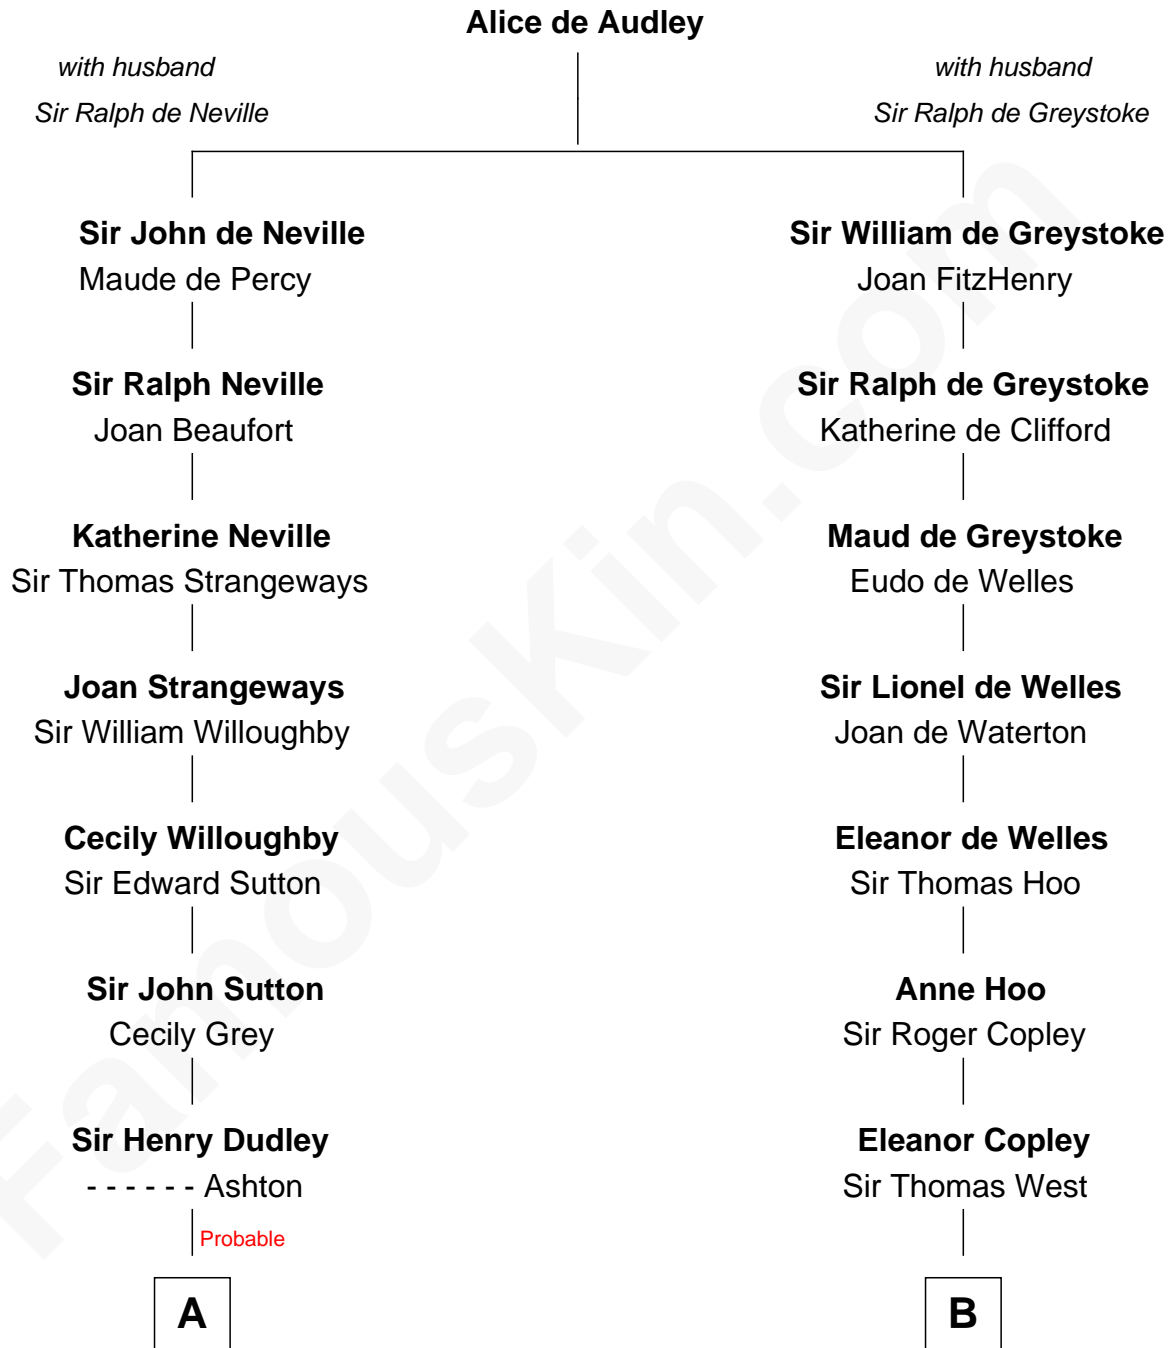 Alice de Audley
with husband
Sir Ralph de Neville
with husband
Sir Ralph de Greystoke
Sir John de Neville
Maude de Percy
Sir William de Greystoke
Joan FitzHenry
Sir Ralph Neville
Joan Beaufort
Sir Ralph de Greystoke
Katherine de Clifford
Katherine Neville
Sir Thomas Strangeways
Maud de Greystoke
Eudo de Welles
Joan Strangeways
Sir William Willoughby
Sir Lionel de Welles
Joan de Waterton
Cecily Willoughby
Sir Edward Sutton
Eleanor de Welles
Sir Thomas Hoo
Sir John Sutton
Cecily Grey
Anne Hoo
Sir Roger Copley
Sir Henry Dudley
- - - - - - Ashton
Eleanor Copley
Sir Thomas West
Probable
A
B
FamousKin.com